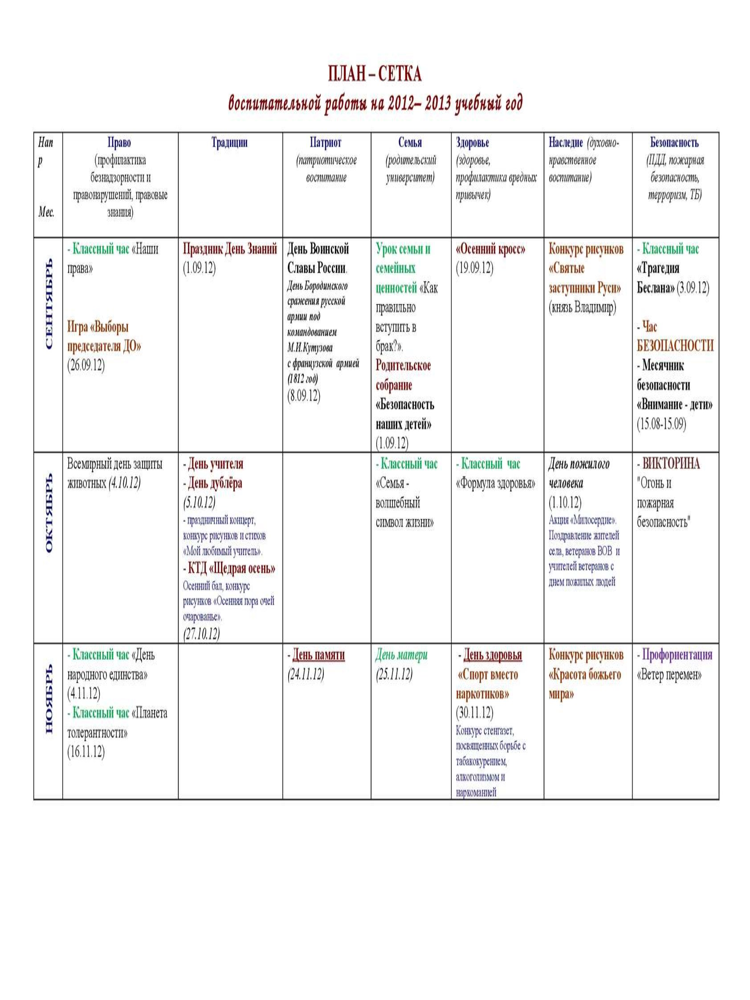 ПЛАН – СЕТКА
воспитательной работы на 2012– 2013 учебный год
Нап
р
Мес.
Право
(профилактика
безнадзорности и
правонарушений, правовые
знания)
Традиции
Патриот
(патриотическое
воспитание
Семья
(родительский
университет)
Здоровье
(здоровье,
профилактика вредных
привычек)
Наследие (духовно-
нравственное
воспитание)
Безопасность
(ПДД, пожарная
безопасность,
терроризм, ТБ)
СЕНТЯБРЬ
- Классный час «Наши
права»
Игра «Выборы
председателя ДО»
(26.09.12)
Праздник День Знаний
(1.09.12)
День Воинской
Славы России.
День Бородинского
сражения русской
армии под
командованием
М.И.Кутузова
с французской армией
(1812 год)
(8.09.12)
Урок семьи и
семейных
ценностей «Как
правильно
вступить в
брак?».
Родительское
собрание
«Безопасность
наших детей»
(1.09.12)
«Осенний кросс»
(19.09.12)
Конкурс рисунков
«Святые
заступники Руси»
(князь Владимир)
- Классный час
«Трагедия
Беслана» (3.09.12)
- Час
БЕЗОПАСНОСТИ
- Месячник
безопасности
«Внимание - дети»
(15.08-15.09)
ОКТЯБРЬ
Всемирный день защиты
животных (4.10.12)
- День учителя
- День дублёра
(5.10.12)
- праздничный концерт,
конкурс рисунков и стихов
«Мой любимый учитель».
- КТД «Щедрая осень»
Осенний бал, конкурс
рисунков «Осенняя пора очей
очарованье».
(27.10.12)
- Классный час
«Семья -
волшебный
символ жизни»
- Классный час
«Формула здоровья»
День пожилого
человека
(1.10.12)
Акция «Милосердие».
Поздравление жителей
села, ветеранов ВОВ и
учителей ветеранов с
днем пожилых людей
- ВИКТОРИНА
"Огонь и
пожарная
безопасность"
НОЯБРЬ
- Классный час «День
народного единства»
(4.11.12)
- Классный час «Планета
толерантности»
(16.11.12)
- День памяти
(24.11.12)
День матери
(25.11.12)
- День здоровья
«Спорт вместо
наркотиков»
(30.11.12)
Конкурс стенгазет,
посвященных борьбе с
табакокурением,
алкоголизмом и
наркоманией
Конкурс рисунков
«Красота божьего
мира»
- Профориентация
«Ветер перемен»